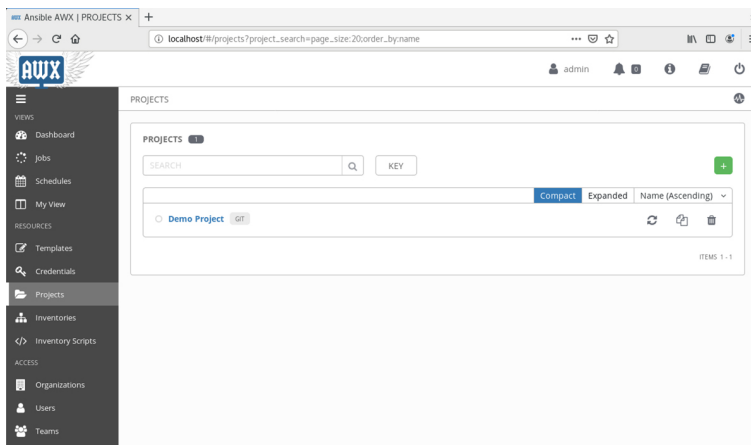 Ansible AWX | PROJECTS
localhost/#/projects?project_search=page_size:20;order_by:name
AWX
admin
0
VIEWS
PROJECTS
Dashboard
PROJECTS 1
Jobs
SEARCH
KEY
+
Schedules
Compact
Expanded
Name (Ascending)
My View
Demo Project
GIT
RESOURCES
Templates
ITEMS 1 - 1
Credentials
Projects
Inventories
Inventory Scripts
ACCESS
Organizations
Users
Teams